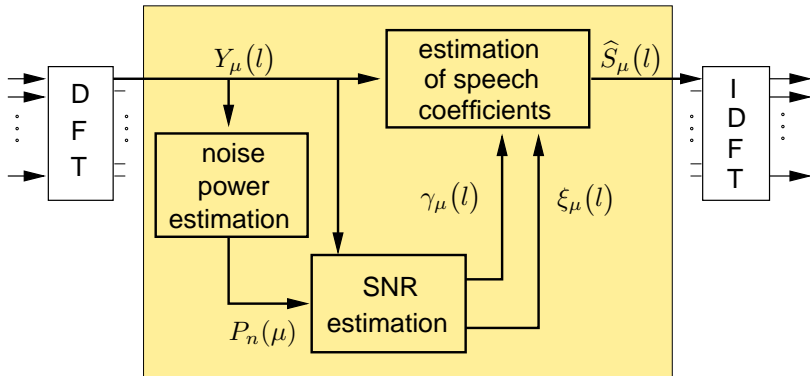 D
F
T
Y_μ(l)
estimation
of speech
coefficients
Ŝ_μ(l)
I
D
F
T
noise
power
estimation
γ_μ(l)
ξ_μ(l)
SNR
estimation
P_n(μ)